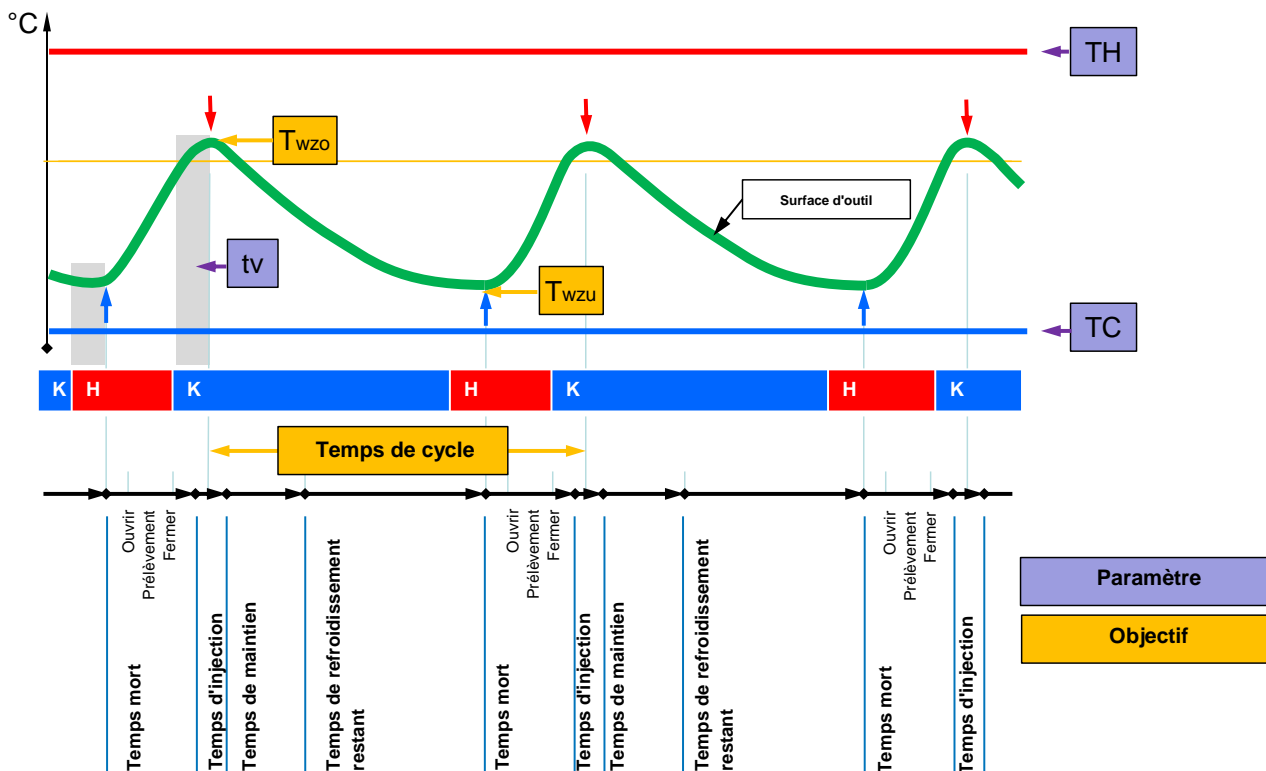 °C
TH
Twzo
Surface d'outil
tv
Twzu
TC
K
H
K
H
K
H
K
Temps de cycle
Ouvrir
Prélèvement
Fermer
Ouvrir
Prélèvement
Fermer
Ouvrir
Prélèvement
Fermer
Temps mort
Temps d'injection
Temps de maintien
Temps de refroidissement
restant
Temps mort
Temps d'injection
Temps de maintien
Temps de refroidissement
restant
Temps mort
Temps d'injection
Paramètre
Objectif